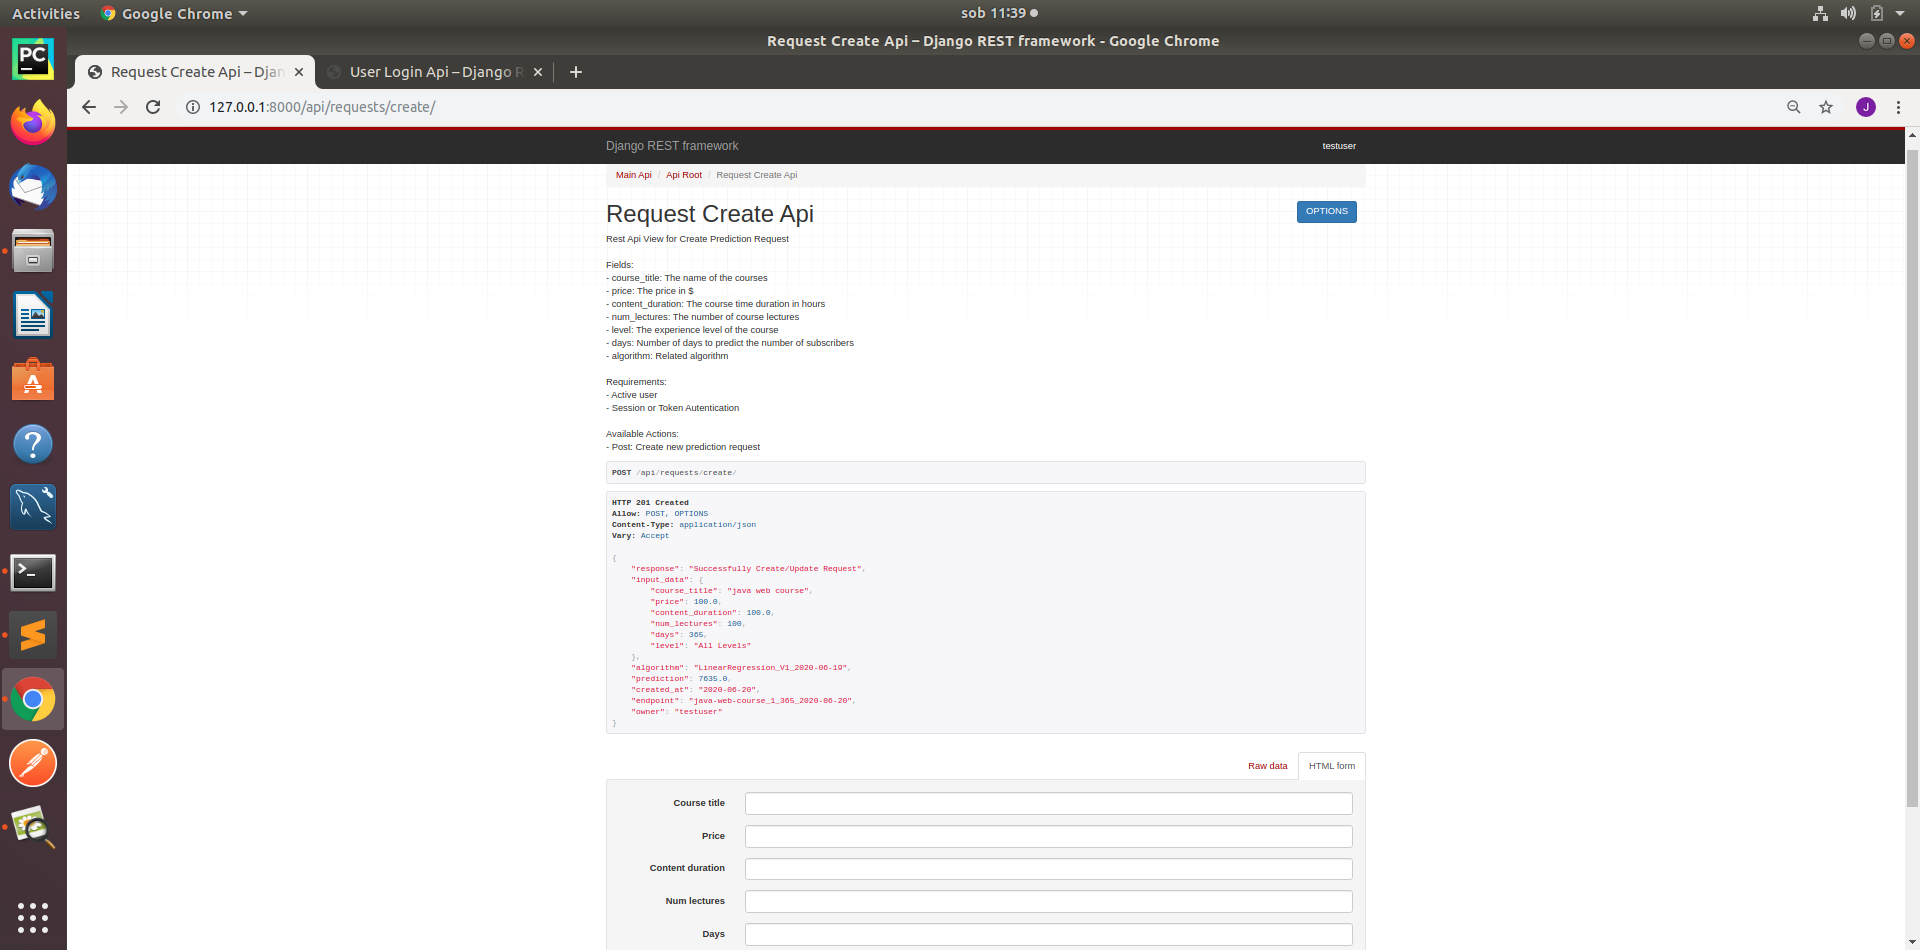 Activities
Google Chrome
sob 11:39
Request Create Api – Django REST framework - Google Chrome
PC
Request Create Api – Djan
User Login Api – Django R
127.0.0.1:8000/api/requests/create/
J
Django REST framework
testuser
Main Api / Api Root / Request Create Api
Request Create Api
OPTIONS
Rest Api View for Create Prediction Request
Fields:
- course_title: The name of the courses
- price: The price in $
- content_duration: The course time duration in hours
- num_lectures: The number of course lectures
- level: The experience level of the course
- days: Number of days to predict the number of subscribers
- algorithm: Related algorithm
Requirements:
- Active user
- Session or Token Autentication
Available Actions:
- Post: Create new prediction request
POST /api/requests/create/
HTTP 201 Created
Allow: POST, OPTIONS
Content-Type: application/json
Vary: Accept
{
"response": "Successfully Create/Update Request",
"input_data": {
"course_title": "java web course",
"price": 100.0,
"content_duration": 100.0,
"num_lectures": 100,
"days": 365,
"level": "All Levels"
},
"algorithm": "LinearRegression_V1_2020-06-19",
"prediction": 7635.0,
"created_at": "2020-06-20",
"endpoint": "java-web-course_1_365_2020-06-20",
"owner": "testuser"
}
Raw data
HTML form
Course title
Price
Content duration
Num lectures
Days